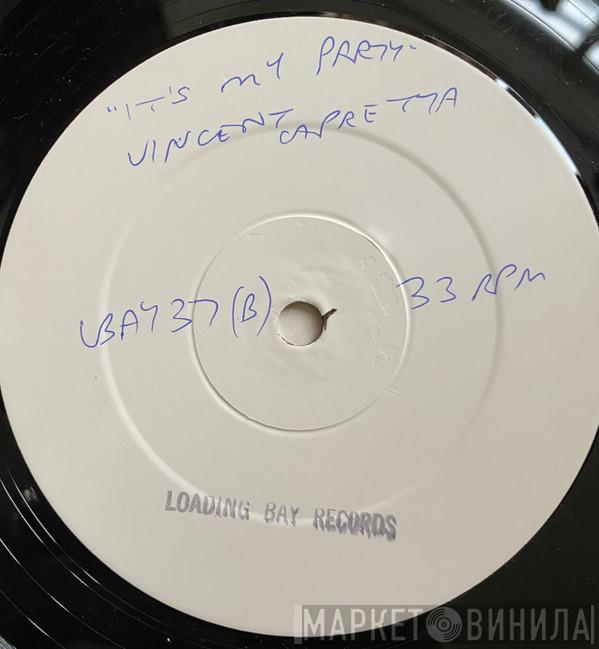 "IT'S MY PARTY"
VINCENT CAPRETTA
LBAY 37 (B) 33 RPM
LOADING BAY RECORDS
МАРКЕТ ВИНИЛА